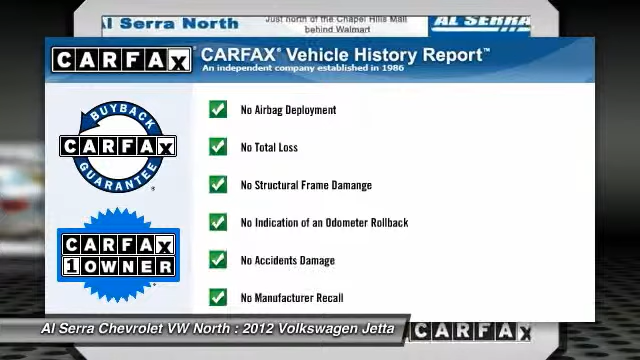 Al Serra North
Just north of the Chapel Hills Mall
behind Walmart
AL SERRA
CARFAX
CARFAX® Vehicle History Report™
An independent company established in 1986
BUYBACK
CARFAX
GUARANTEE
®
No Airbag Deployment
No Total Loss
No Structural Frame Damange
No Indication of an Odometer Rollback
No Accidents Damage
No Manufacturer Recall
CARFAX
1 OWNER
Al Serra Chevrolet VW North : 2012 Volkswagen Jetta
CARFAX